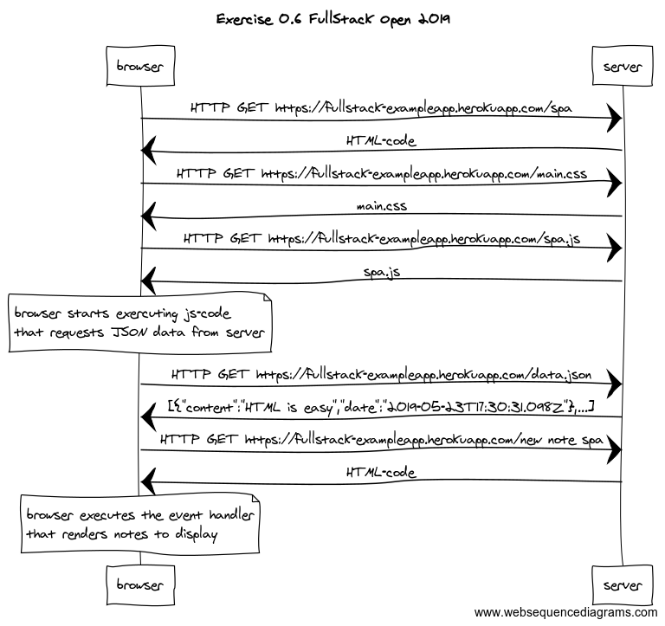 Exercise 0.6 FullStack Open 2019
browser
server
HTTP GET https://fullstack-exampleapp.herokuapp.com/spa
HTML-code
HTTP GET https://fullstack-exampleapp.herokuapp.com/main.css
main.css
HTTP GET https://fullstack-exampleapp.herokuapp.com/spa.js
spa.js
browser starts exercuting js-code
that requests JSON data from server
HTTP GET https://fullstack-exampleapp.herokuapp.com/data.json
[{"content":"HTML is easy","date":"2019-05-23T17:30:31.098Z"},...]
HTTP GET https://fullstack-exampleapp.herokuapp.com/new note spa
HTML-code
browser executes the event handler
that renders notes to display
browser
server
www.websequencediagrams.com